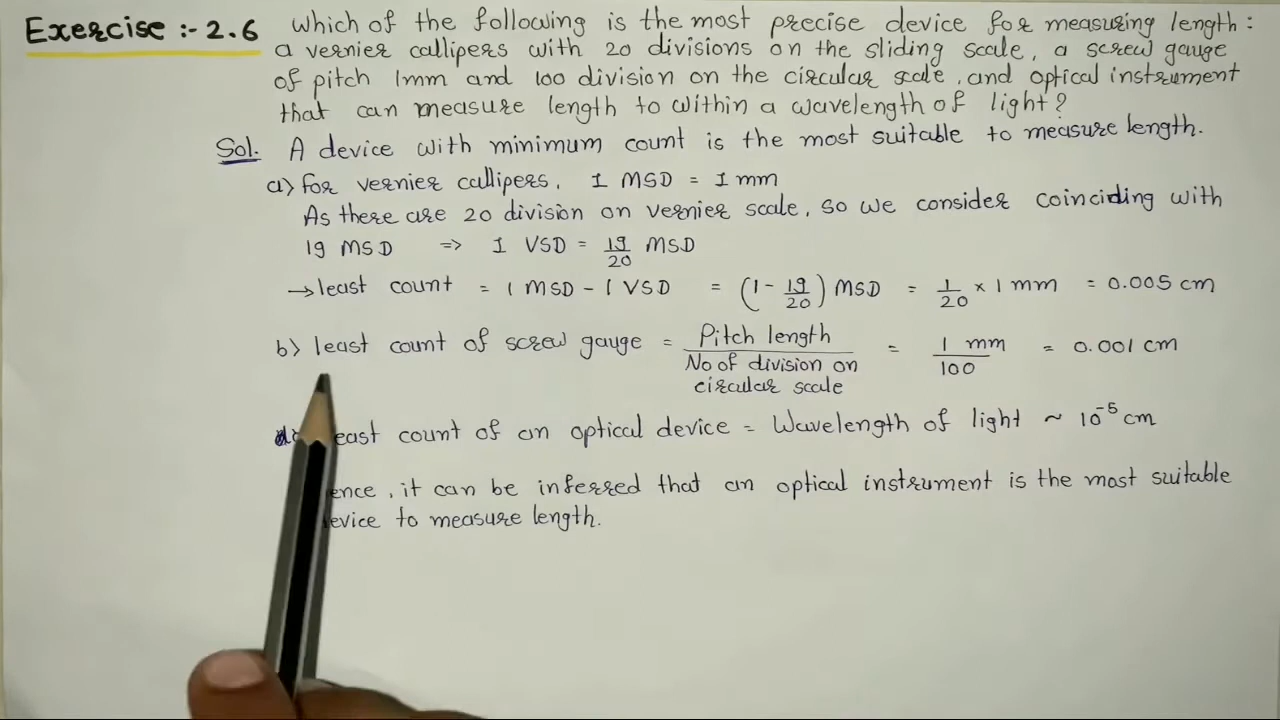 Exercise :- 2.6 Which of the following is the most precise device for measuring length :
a vernier callipers with 20 divisions on the sliding scale, a screw gauge
of pitch 1mm and 100 division on the circular scale, and optical instrument
that can measure length to within a wavelength of light?
Sol. A device with minimum count is the most suitable to measure length.
a) For vernier callipers, 1 MSD = 1 mm
As there are 20 division on vernier scale, so we consider coinciding with
19 MSD => 1 VSD = 19/20 MSD
→ least count = 1 MSD - 1 VSD = (1 - 19/20) MSD = 1/20 × 1 mm = 0.005 cm
b) least count of screw gauge = Pitch length / No of division on circular scale = 1 mm / 100 = 0.001 cm
east count of an optical device = Wavelength of light ~ 10⁻⁵ cm
ence, it can be inferred that an optical instrument is the most suitable
evice to measure length.